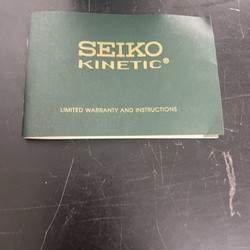 SEIKO
KINETIC®
LIMITED WARRANTY AND INSTRUCTIONS